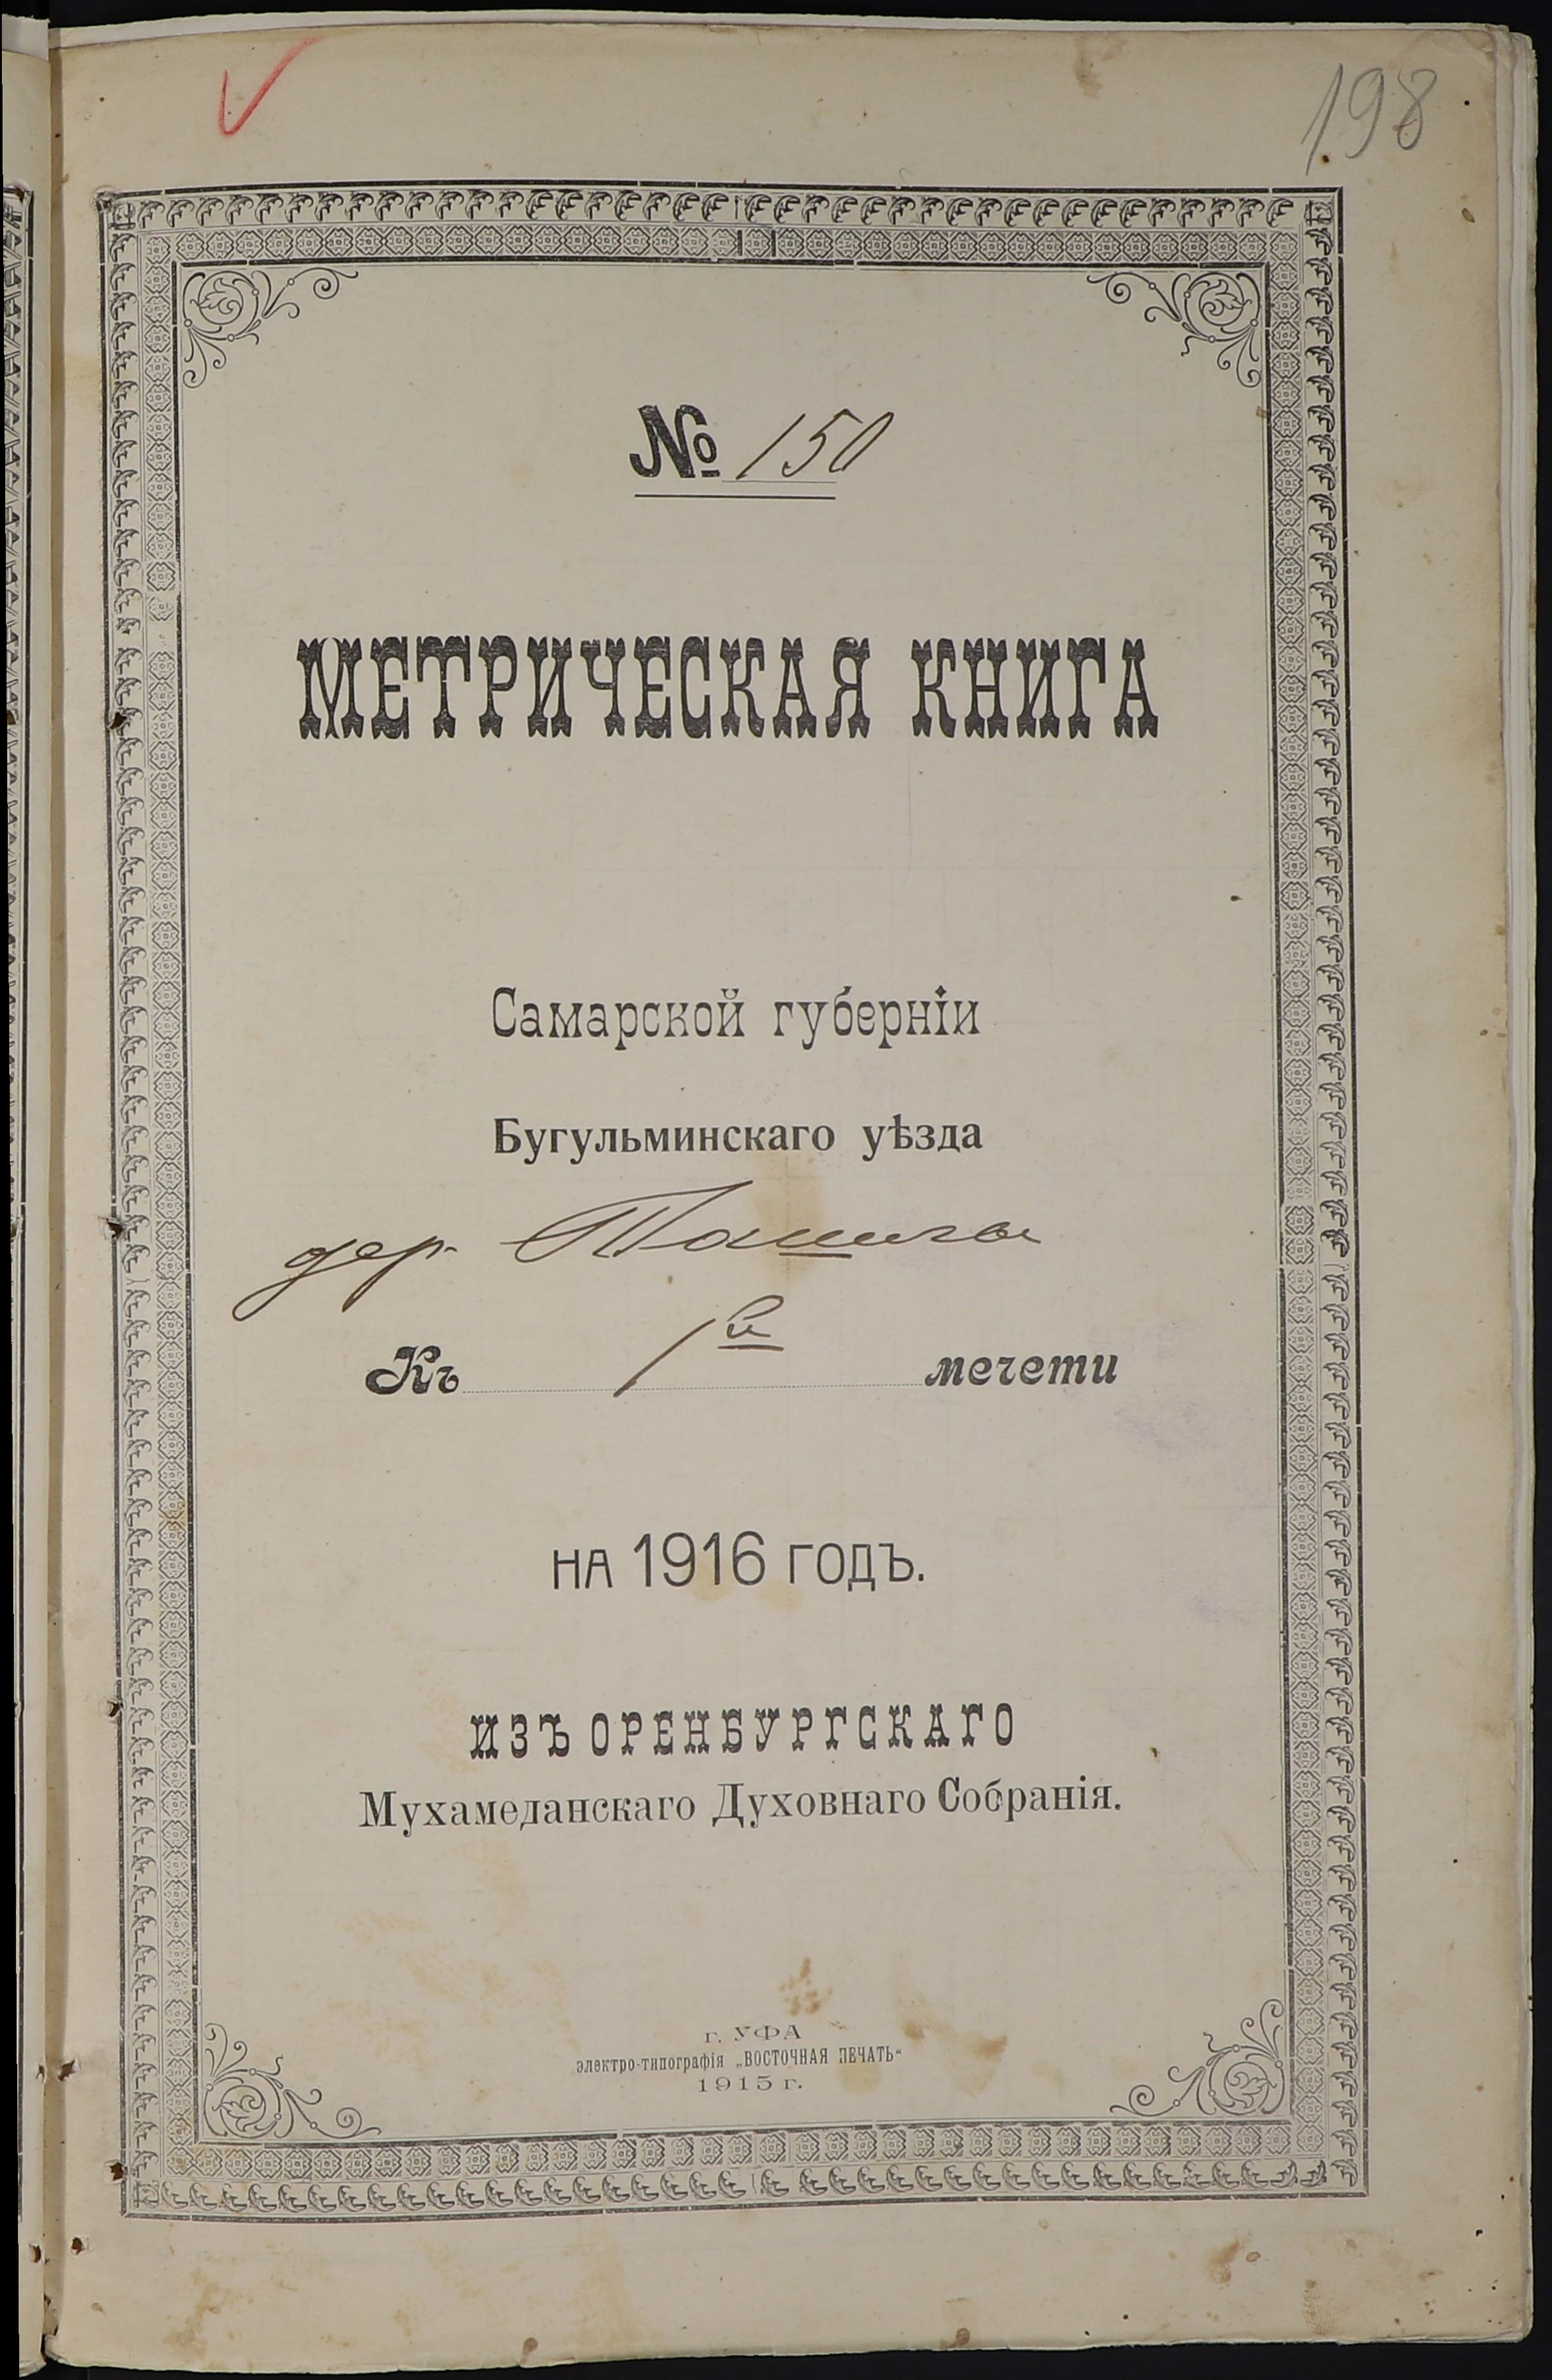 198
№ 150
МЕТРИЧЕСКАЯ КНИГА
Самарской губернiи
Бугульминскаго уѣзда
дер.
Къ 1й мечети
НА 1916 ГОДЪ.
ИЗЪ ОРЕНБУРГСКАГО
Мухамеданскаго Духовнаго Собранiя.
г. УФА
электро-типографiя „ВОСТОЧНАЯ ПЕЧАТЬ“
1915 г.